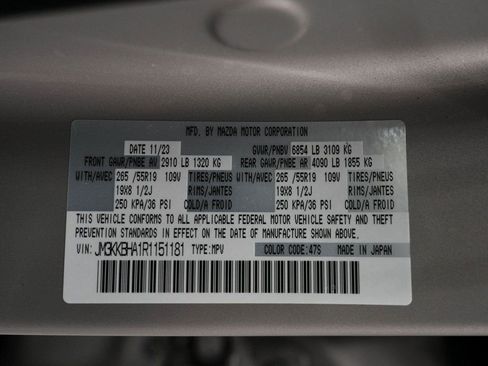 MFD. BY MAZDA MOTOR CORPORATION
DATE 11/23 GVWR/PNBV 6854 LB 3109 KG
FRONT GAWR/PNBE AV 2910 LB 1320 KG REAR GAWR/PNBE AR 4090 LB 1855 KG
WITH/AVEC 265 /55R19 109V TIRES/PNEUS WITH/AVEC 265 /55R19 109V TIRES/PNEUS
19X8 1/2J RIMS/JANTES 19X8 1/2J RIMS/JANTES
250 KPA/36 PSI COLD/A FROID 250 KPA/36 PSI COLD/A FROID
THIS VEHICLE CONFORMS TO ALL APPLICABLE FEDERAL MOTOR VEHICLE SAFETY AND THEFT
PREVENTION STANDARDS IN EFFECT ON THE DATE OF MANUFACTURE SHOWN ABOVE.
VIN: JM3KKBHA1R1151181 TYPE:MPV COLOR CODE:47S MADE IN JAPAN